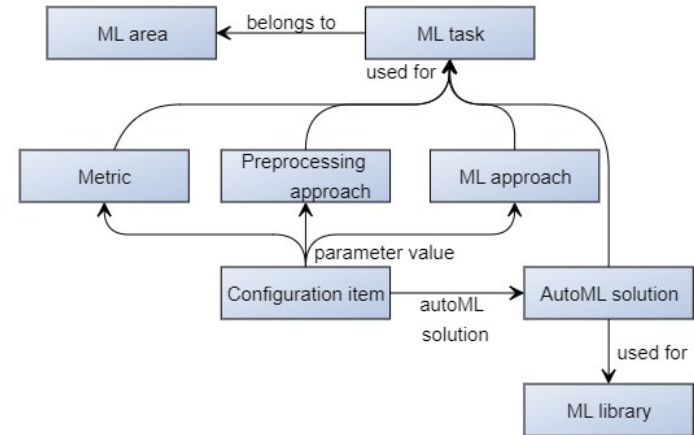 ML area
belongs to
ML task
used for
Metric
Preprocessing
approach
ML approach
parameter value
Configuration item
autoML
solution
AutoML solution
used for
ML library